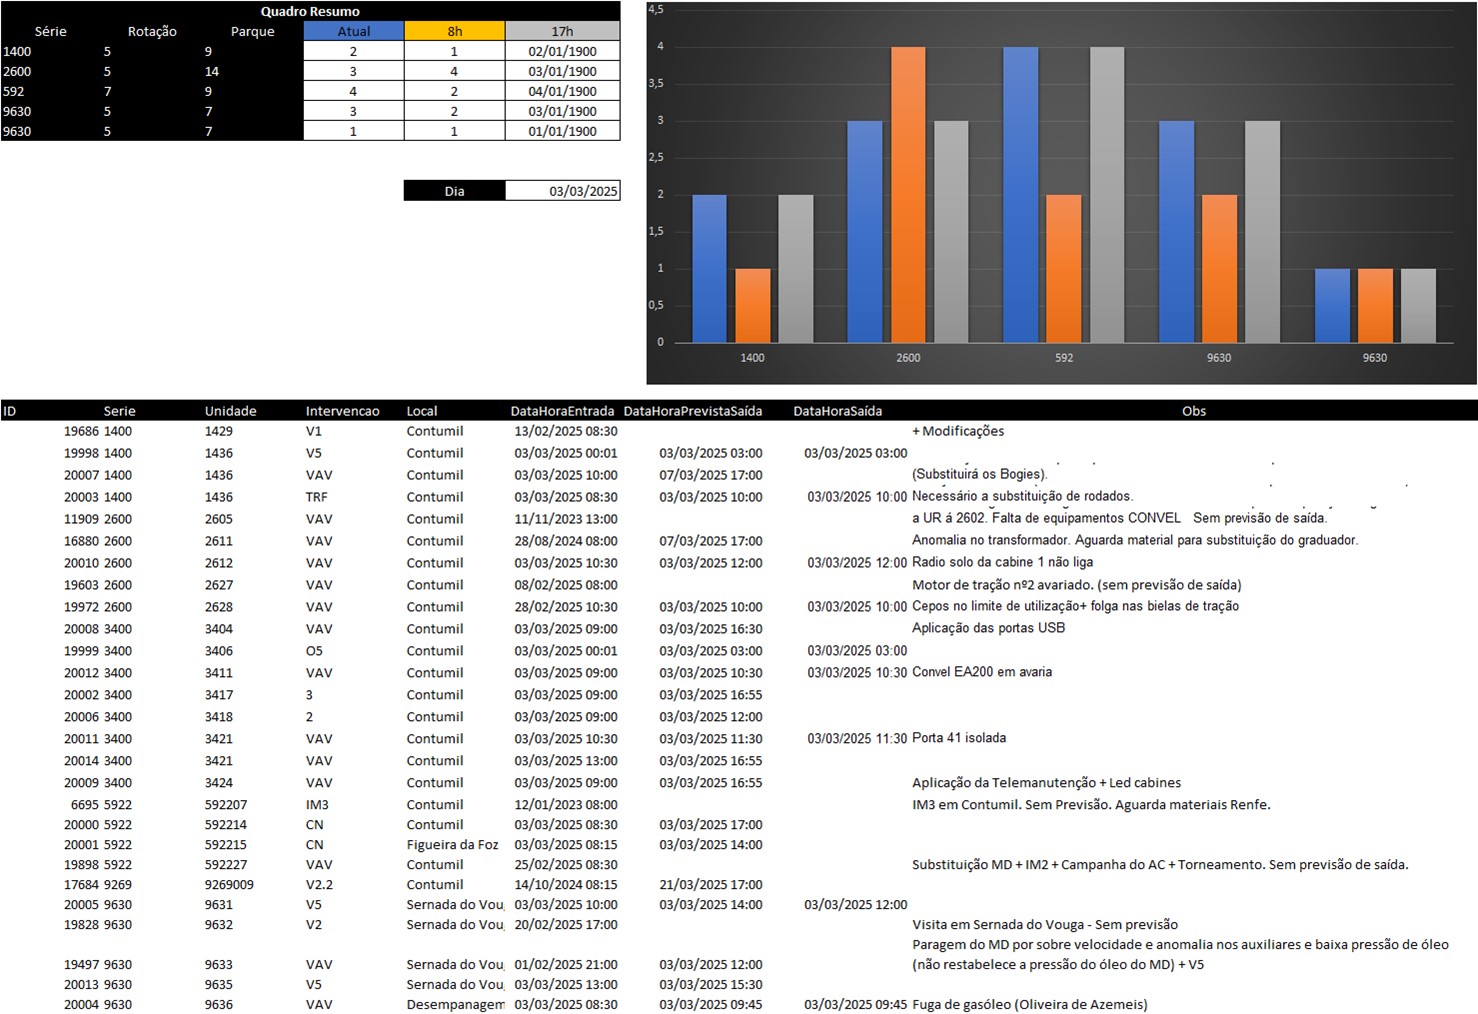 Quadro Resumo
Série Rotação Parque Atual 8h 17h
1400 5 9 2 1 02/01/1900
2600 5 14 3 4 03/01/1900
592 7 9 4 2 04/01/1900
9630 5 7 3 2 03/01/1900
9630 5 7 1 1 01/01/1900
Dia 03/03/2025
4,5
4
3,5
3
2,5
2
1,5
1
0,5
0
1400 2600 592 9630 9630
ID Serie Unidade Intervencao Local DataHoraEntrada DataHoraPrevistaSaída DataHoraSaída Obs
19686 1400 1429 V1 Contumil 13/02/2025 08:30 + Modificações
19998 1400 1436 V5 Contumil 03/03/2025 00:01 03/03/2025 03:00 03/03/2025 03:00
20007 1400 1436 VAV Contumil 03/03/2025 10:00 07/03/2025 17:00 (Substituirá os Bogies).
20003 1400 1436 TRF Contumil 03/03/2025 08:30 03/03/2025 10:00 03/03/2025 10:00 Necessário a substituição de rodados.
11909 2600 2605 VAV Contumil 11/11/2023 13:00 a UR á 2602. Falta de equipamentos CONVEL Sem previsão de saída.
16880 2600 2611 VAV Contumil 28/08/2024 08:00 07/03/2025 17:00 Anomalia no transformador. Aguarda material para substituição do graduador.
20010 2600 2612 VAV Contumil 03/03/2025 10:30 03/03/2025 12:00 03/03/2025 12:00 Radio solo da cabine 1 não liga
19603 2600 2627 VAV Contumil 08/02/2025 08:00 Motor de tração nº2 avariado. (sem previsão de saída)
19972 2600 2628 VAV Contumil 28/02/2025 10:30 03/03/2025 10:00 03/03/2025 10:00 Cepos no limite de utilização+ folga nas bielas de tração
20008 3400 3404 VAV Contumil 03/03/2025 09:00 03/03/2025 16:30 Aplicação das portas USB
19999 3400 3406 O5 Contumil 03/03/2025 00:01 03/03/2025 03:00 03/03/2025 03:00
20012 3400 3411 VAV Contumil 03/03/2025 09:00 03/03/2025 10:30 03/03/2025 10:30 Convel EA200 em avaria
20002 3400 3417 3 Contumil 03/03/2025 09:00 03/03/2025 16:55
20006 3400 3418 2 Contumil 03/03/2025 09:00 03/03/2025 12:00
20011 3400 3421 VAV Contumil 03/03/2025 10:30 03/03/2025 11:30 03/03/2025 11:30 Porta 41 isolada
20014 3400 3421 VAV Contumil 03/03/2025 13:00 03/03/2025 16:55
20009 3400 3424 VAV Contumil 03/03/2025 09:00 03/03/2025 16:55 Aplicação da Telemanutenção + Led cabines
6695 5922 592207 IM3 Contumil 12/01/2023 08:00 IM3 em Contumil. Sem Previsão. Aguarda materiais Renfe.
20000 5922 592214 CN Contumil 03/03/2025 08:30 03/03/2025 17:00
20001 5922 592215 CN Figueira da Foz 03/03/2025 08:15 03/03/2025 14:00
19898 5922 592227 VAV Contumil 25/02/2025 08:30 Substituição MD + IM2 + Campanha do AC + Torneamento. Sem previsão de saída.
17684 9269 9269009 V2.2 Contumil 14/10/2024 08:15 21/03/2025 17:00
20005 9630 9631 V5 Sernada do Vou 03/03/2025 10:00 03/03/2025 14:00 03/03/2025 12:00
19828 9630 9632 V2 Sernada do Vou 20/02/2025 17:00 Visita em Sernada do Vouga - Sem previsão
Paragem do MD por sobre velocidade e anomalia nos auxiliares e baixa pressão de óleo
19497 9630 9633 VAV Sernada do Vou 01/02/2025 21:00 03/03/2025 12:00 (não restabelece a pressão do óleo do MD) + V5
20013 9630 9635 V5 Sernada do Vou 03/03/2025 13:00 03/03/2025 15:30
20004 9630 9636 VAV Desempanagem 03/03/2025 08:30 03/03/2025 09:45 03/03/2025 09:45 Fuga de gasóleo (Oliveira de Azemeis)